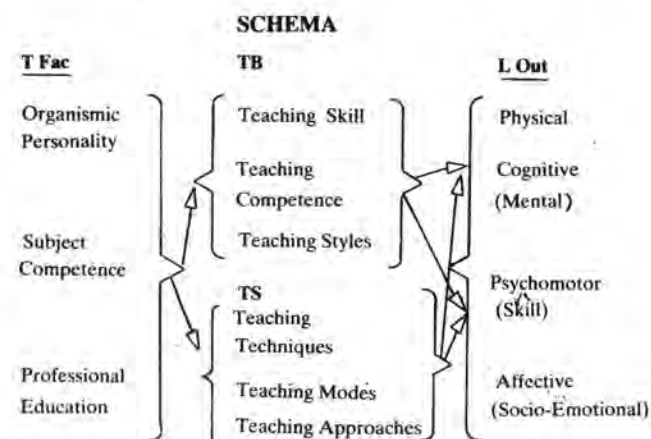 SCHEMA
T Fac
Organismic
Personality
Subject
Competence
Professional
Education
TB
Teaching Skill
Teaching
Competence
Teaching Styles
TS
Teaching
Techniques
Teaching Modes
Teaching Approaches
L Out
Physical
Cognitive
(Mental)
Psychomotor
(Skill)
Affective
(Socio-Emotional)